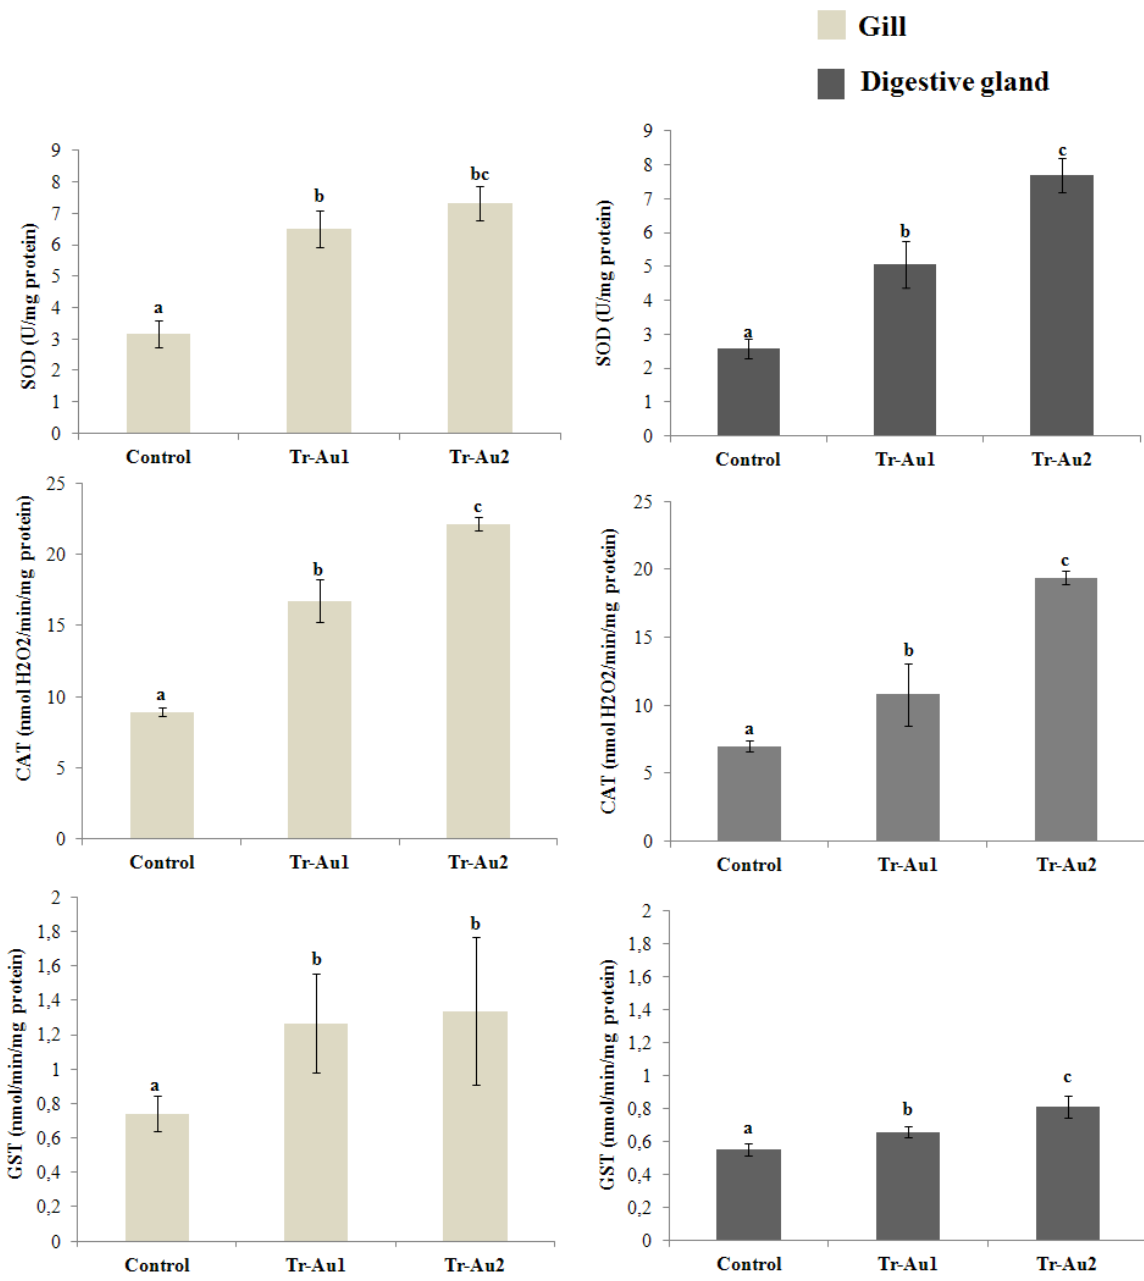 Gill
Digestive gland
SOD (U/mg protein)
9
8
7
6
5
4
3
2
1
0
a
b
bc
Control
Tr-Au1
Tr-Au2
SOD (U/mg protein)
9
8
7
6
5
4
3
2
1
0
a
b
c
Control
Tr-Au1
Tr-Au2
CAT (nmol H2O2/min/mg protein)
25
20
15
10
5
0
a
b
c
Control
Tr-Au1
Tr-Au2
CAT (nmol H2O2/min/mg protein)
25
20
15
10
5
0
a
b
c
Control
Tr-Au1
Tr-Au2
GST (nmol/min/mg protein)
2
1,8
1,6
1,4
1,2
1
0,8
0,6
0,4
0,2
0
a
b
b
Control
Tr-Au1
Tr-Au2
GST (nmol/min/mg protein)
2
1,8
1,6
1,4
1,2
1
0,8
0,6
0,4
0,2
0
a
b
c
Control
Tr-Au1
Tr-Au2